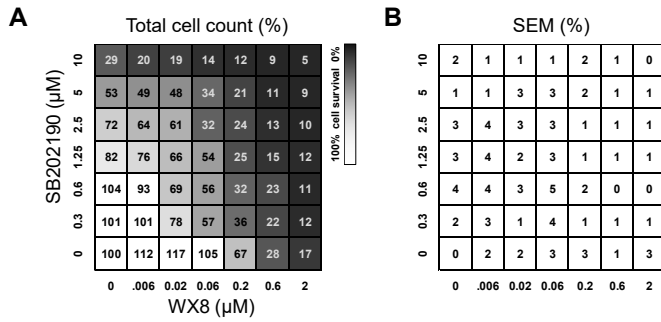 A
Total cell count (%)
SB202190 (µM)
10 29 20 19 14 12 9 5
5 53 49 48 34 21 11 9
2.5 72 64 61 32 24 13 10
1.25 82 76 66 54 25 15 12
0.6 104 93 69 56 32 23 11
0.3 101 101 78 57 36 22 12
0 100 112 117 105 67 28 17
0 .006 0.02 0.06 0.2 0.6 2
WX8 (µM)
100% cell survival 0%
B
SEM (%)
10 2 1 1 1 2 1 0
5 1 1 3 3 2 1 1
2.5 3 4 3 3 1 1 1
1.25 3 4 2 3 1 1 1
0.6 4 4 3 5 2 0 0
0.3 2 3 1 4 1 1 1
0 0 2 2 3 3 1 3
0 .006 0.02 0.06 0.2 0.6 2